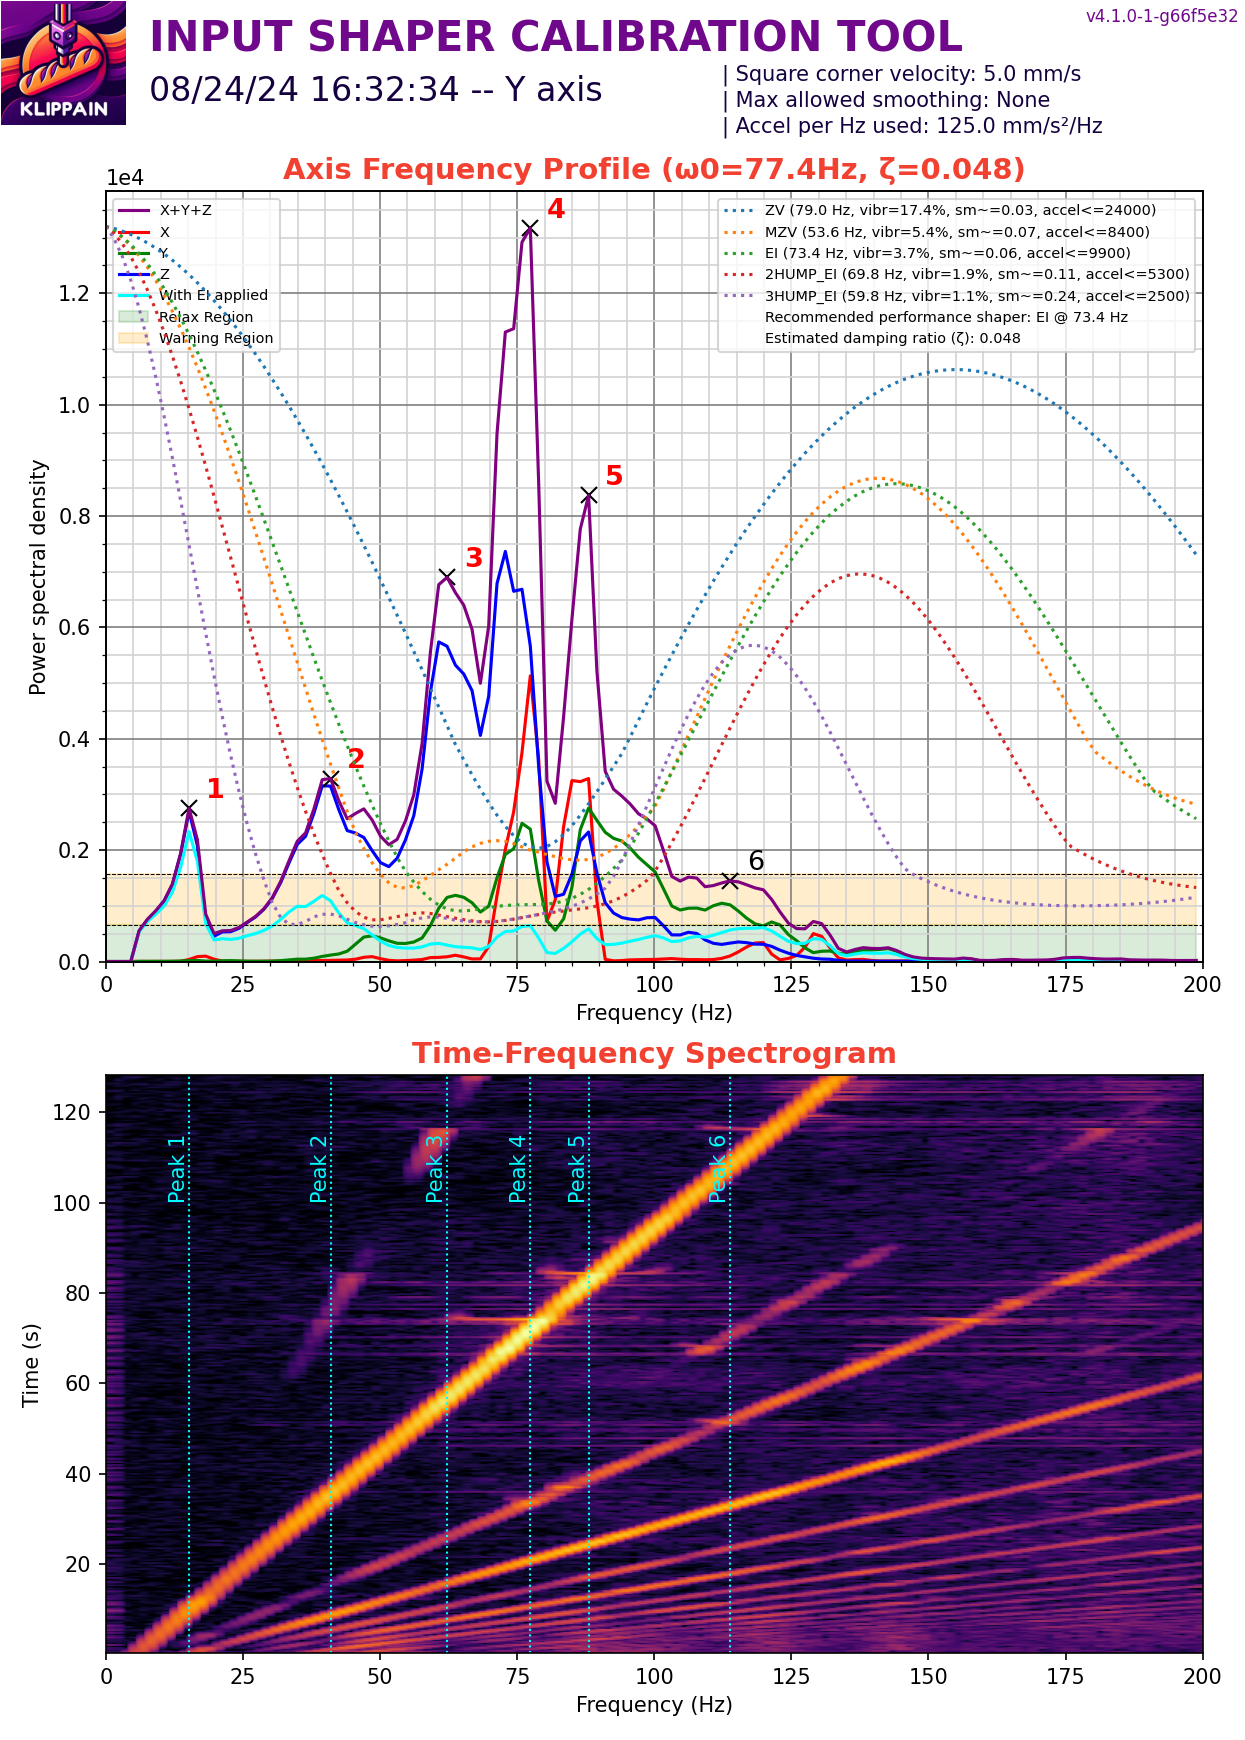 v4.1.0-1-g66f5e32
INPUT SHAPER CALIBRATION TOOL
08/24/24 16:32:34 -- Y axis
| Square corner velocity: 5.0 mm/s
| Max allowed smoothing: None
| Accel per Hz used: 125.0 mm/s²/Hz
KLIPPAIN
Axis Frequency Profile (ω0=77.4Hz, ζ=0.048)
1e4
X+Y+Z
X
Y
Z
With EI applied
Relax Region
Warning Region
ZV (79.0 Hz, vibr=17.4%, sm~=0.03, accel<=24000)
MZV (53.6 Hz, vibr=5.4%, sm~=0.07, accel<=8400)
EI (73.4 Hz, vibr=3.7%, sm~=0.06, accel<=9900)
2HUMP_EI (69.8 Hz, vibr=1.9%, sm~=0.11, accel<=5300)
3HUMP_EI (59.8 Hz, vibr=1.1%, sm~=0.24, accel<=2500)
Recommended performance shaper: EI @ 73.4 Hz
Estimated damping ratio (ζ): 0.048
1
2
3
4
5
6
Power spectral density
1.2
1.0
0.8
0.6
0.4
0.2
0.0
0 25 50 75 100 125 150 175 200
Frequency (Hz)
Time-Frequency Spectrogram
Peak 1
Peak 2
Peak 3
Peak 4
Peak 5
Peak 6
Time (s)
120
100
80
60
40
20
0 25 50 75 100 125 150 175 200
Frequency (Hz)